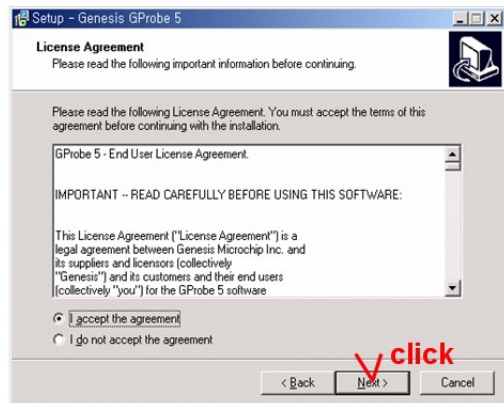 Setup - Genesis GProbe 5
License Agreement
Please read the following important information before continuing.
Please read the following License Agreement. You must accept the terms of this
agreement before continuing with the installation.
GProbe 5 - End User License Agreement.
IMPORTANT -- READ CAREFULLY BEFORE USING THIS SOFTWARE:
This License Agreement ("License Agreement") is a
legal agreement between Genesis Microchip Inc. and
its suppliers and licensors (collectively
"Genesis") and its customers and their end users
(collectively "you") for the GProbe 5 software
I accept the agreement
I do not accept the agreement
click
< Back
Next >
Cancel